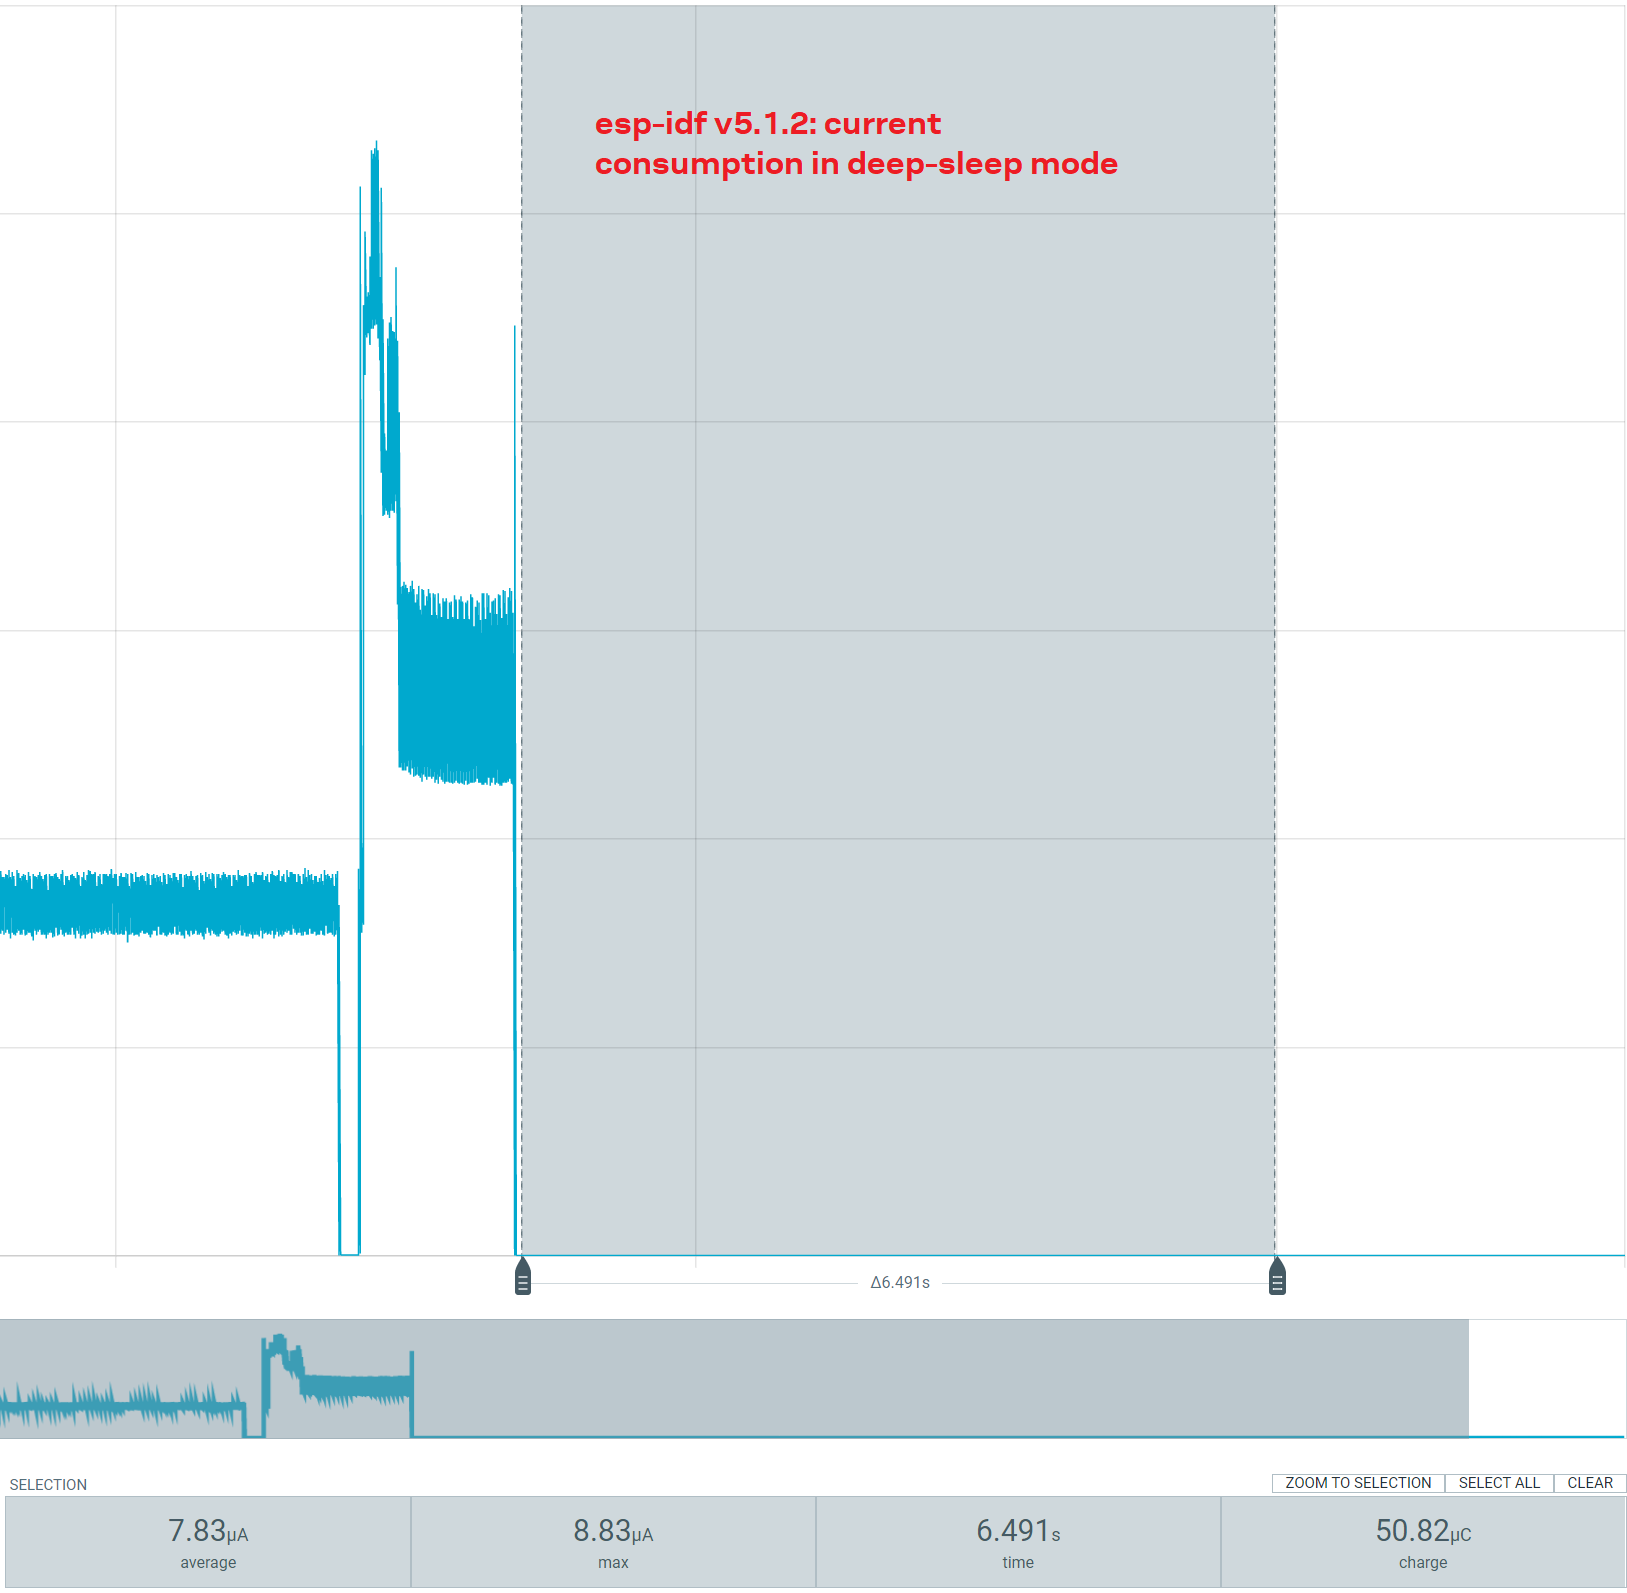 esp-idf v5.1.2: current
consumption in deep-sleep mode
Δ6.491s
SELECTION
ZOOM TO SELECTION SELECT ALL CLEAR
7.83µA 8.83µA 6.491s 50.82µC
average max time charge